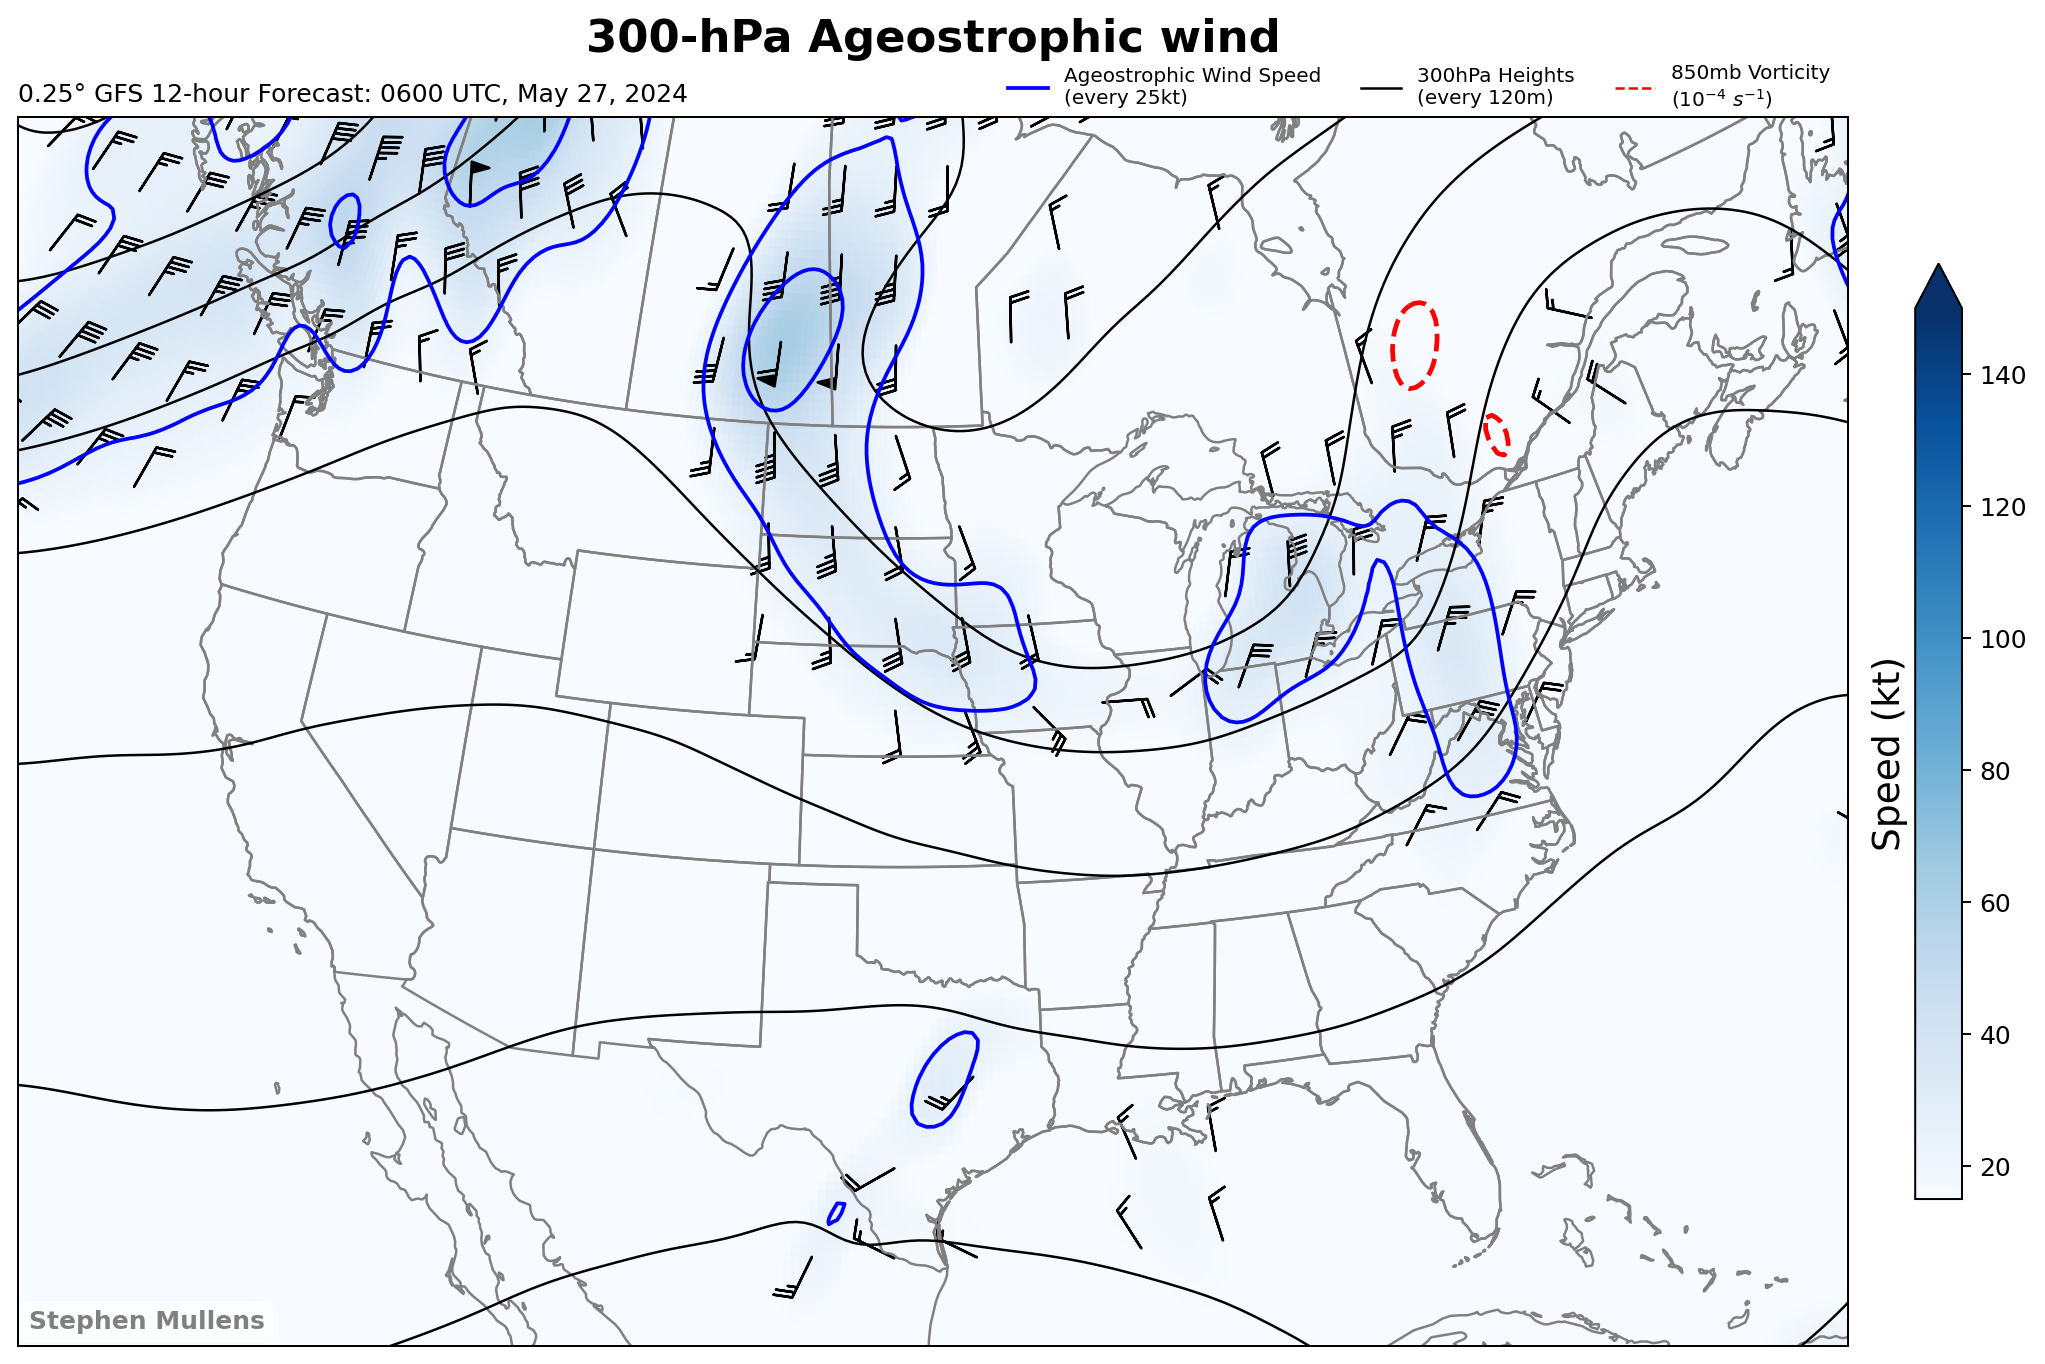 300-hPa Ageostrophic wind
0.25° GFS 12-hour Forecast: 0600 UTC, May 27, 2024
Ageostrophic Wind Speed
(every 25kt)
300hPa Heights
(every 120m)
850mb Vorticity
(10⁻⁴ s⁻¹)
140
120
100
80
60
40
20
Speed (kt)
Stephen Mullens